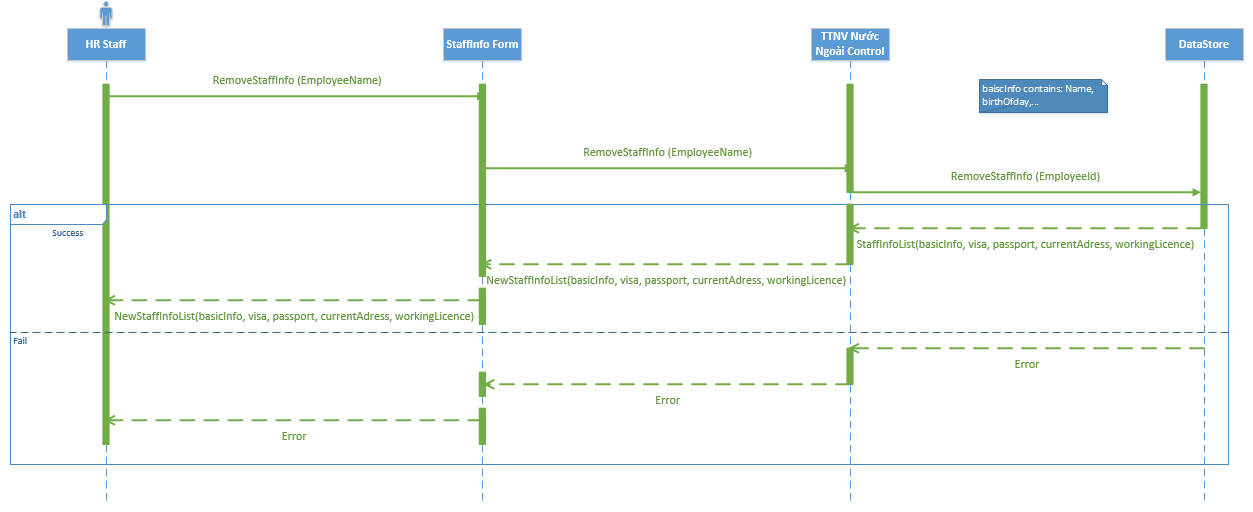 HR Staff
StaffInfo Form
TTNV Nước
Ngoài Control
DataStore
RemoveStaffInfo (EmployeeName)
baiscInfo contains: Name,
birthOfday,...
RemoveStaffInfo (EmployeeName)
RemoveStaffInfo (EmployeeId)
alt
Success
StaffInfoList(basicInfo, visa, passport, currentAdress, workingLicence)
NewStaffInfoList(basicInfo, visa, passport, currentAdress, workingLicence)
NewStaffInfoList(basicInfo, visa, passport, currentAdress, workingLicence)
Fail
Error
Error
Error